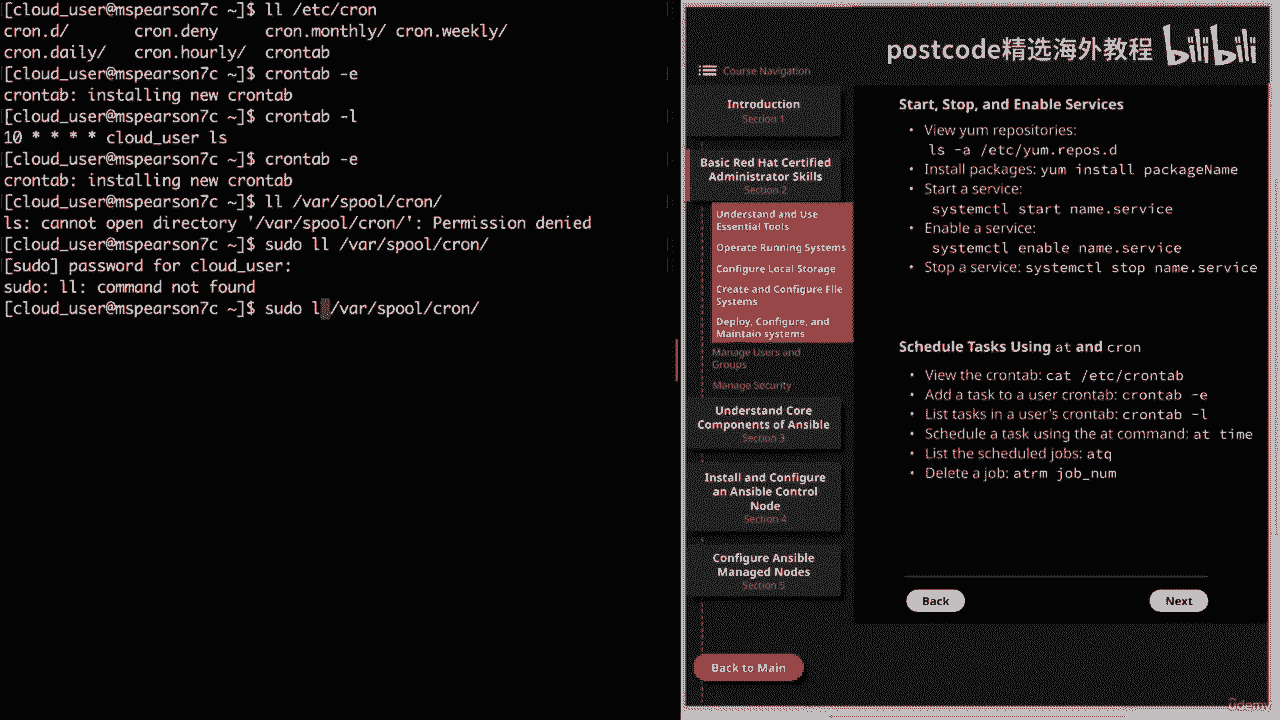 [cloud_user@mspearson7c ~]$ ll /etc/cron
cron.d/ cron.deny cron.monthly/ cron.weekly/
cron.daily/ cron.hourly/ crontab
[cloud_user@mspearson7c ~]$ crontab -e
crontab: installing new crontab
[cloud_user@mspearson7c ~]$ crontab -l
10 * * * * cloud_user ls
[cloud_user@mspearson7c ~]$ crontab -e
crontab: installing new crontab
[cloud_user@mspearson7c ~]$ ll /var/spool/cron/
ls: cannot open directory '/var/spool/cron/': Permission denied
[cloud_user@mspearson7c ~]$ sudo ll /var/spool/cron/
[sudo] password for cloud_user:
sudo: ll: command not found
[cloud_user@mspearson7c ~]$ sudo l /var/spool/cron/
postcode精选海外教程 bilibili
Course Navigation
Introduction
Section 1
Basic Red Hat Certified
Administrator Skills
Section 2
Understand and Use
Essential Tools
Operate Running Systems
Configure Local Storage
Create and Configure File
Systems
Deploy, Configure, and
Maintain systems
Manage Users and
Groups
Manage Security
Understand Core
Components of Ansible
Section 3
Install and Configure
an Ansible Control
Node
Section 4
Configure Ansible
Managed Nodes
Section 5
Back to Main
Start, Stop, and Enable Services
• View yum repositories:
ls -a /etc/yum.repos.d
• Install packages: yum install packageName
• Start a service:
systemctl start name.service
• Enable a service:
systemctl enable name.service
• Stop a service: systemctl stop name.service
Schedule Tasks Using at and cron
• View the crontab: cat /etc/crontab
• Add a task to a user crontab: crontab -e
• List tasks in a user's crontab: crontab -l
• Schedule a task using the at command: at time
• List the scheduled jobs: atq
• Delete a job: atrm job_num
Back
Next
Udemy